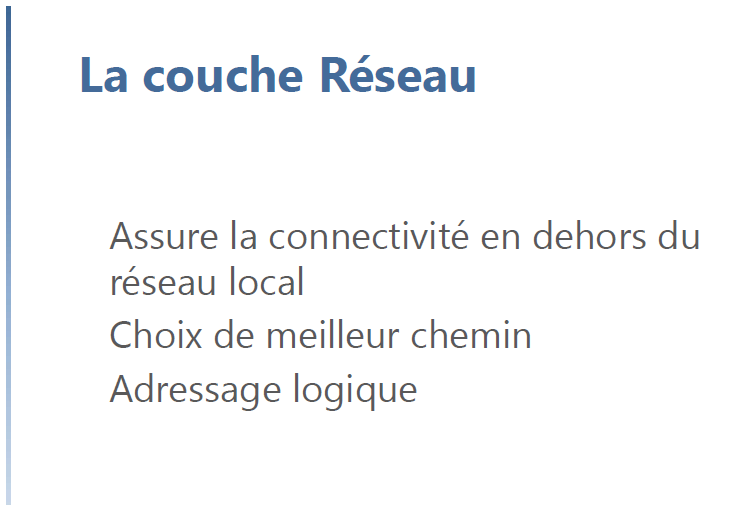 La couche Réseau
Assure la connectivité en dehors du
réseau local
Choix de meilleur chemin
Adressage logique